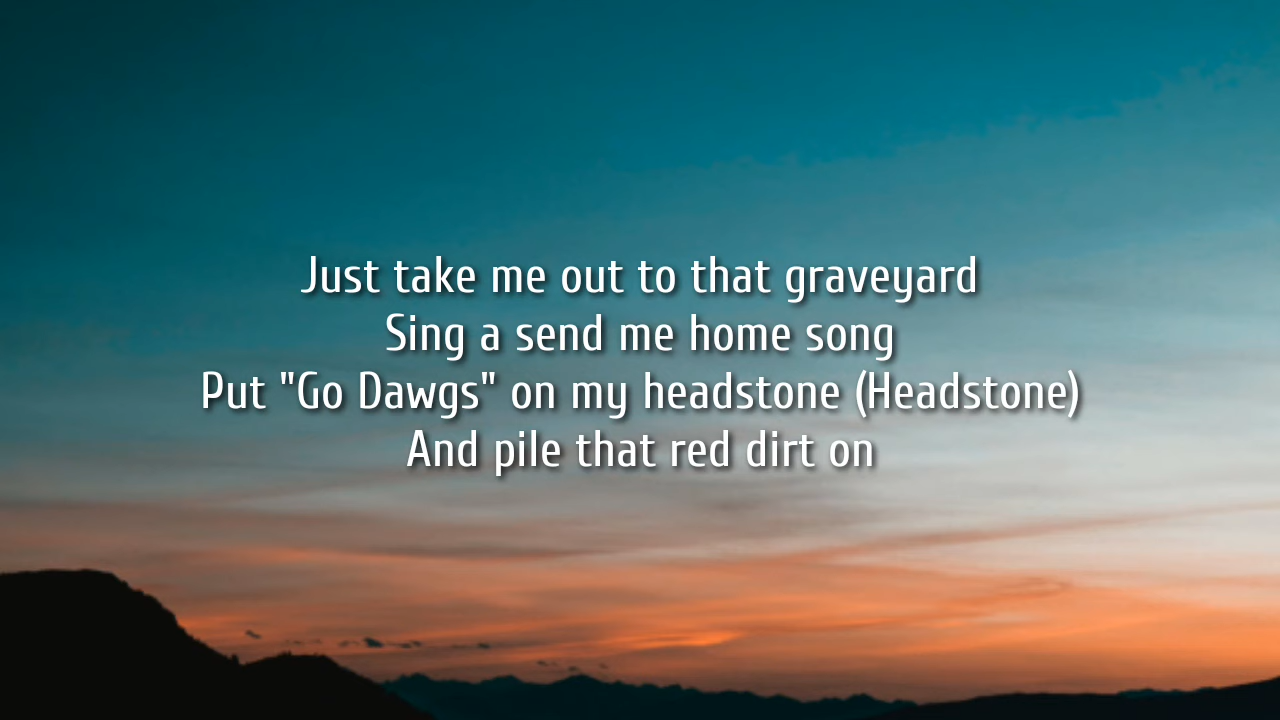 Just take me out to that graveyard
Sing a send me home song
Put "Go Dawgs" on my headstone (Headstone)
And pile that red dirt on